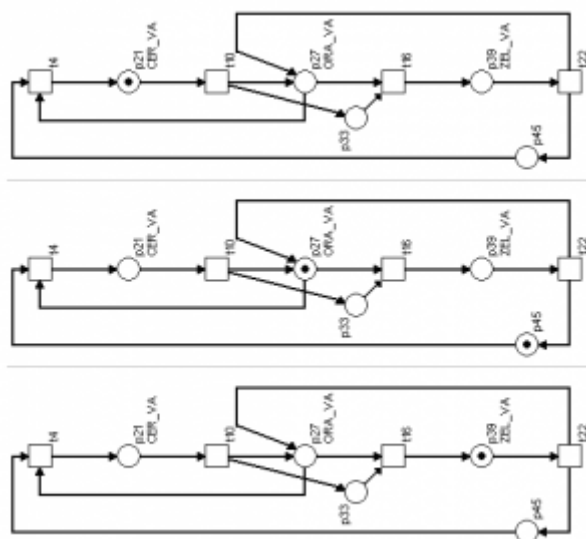 t4
p21
CER_VA
t10
p27
ORA_VA
p33
t16
p39
ZEL_VA
t22
p45
t4
p21
CER_VA
t10
p27
ORA_VA
p33
t16
p39
ZEL_VA
t22
p45
t4
p21
CER_VA
t10
p27
ORA_VA
p33
t16
p39
ZEL_VA
t22
p45